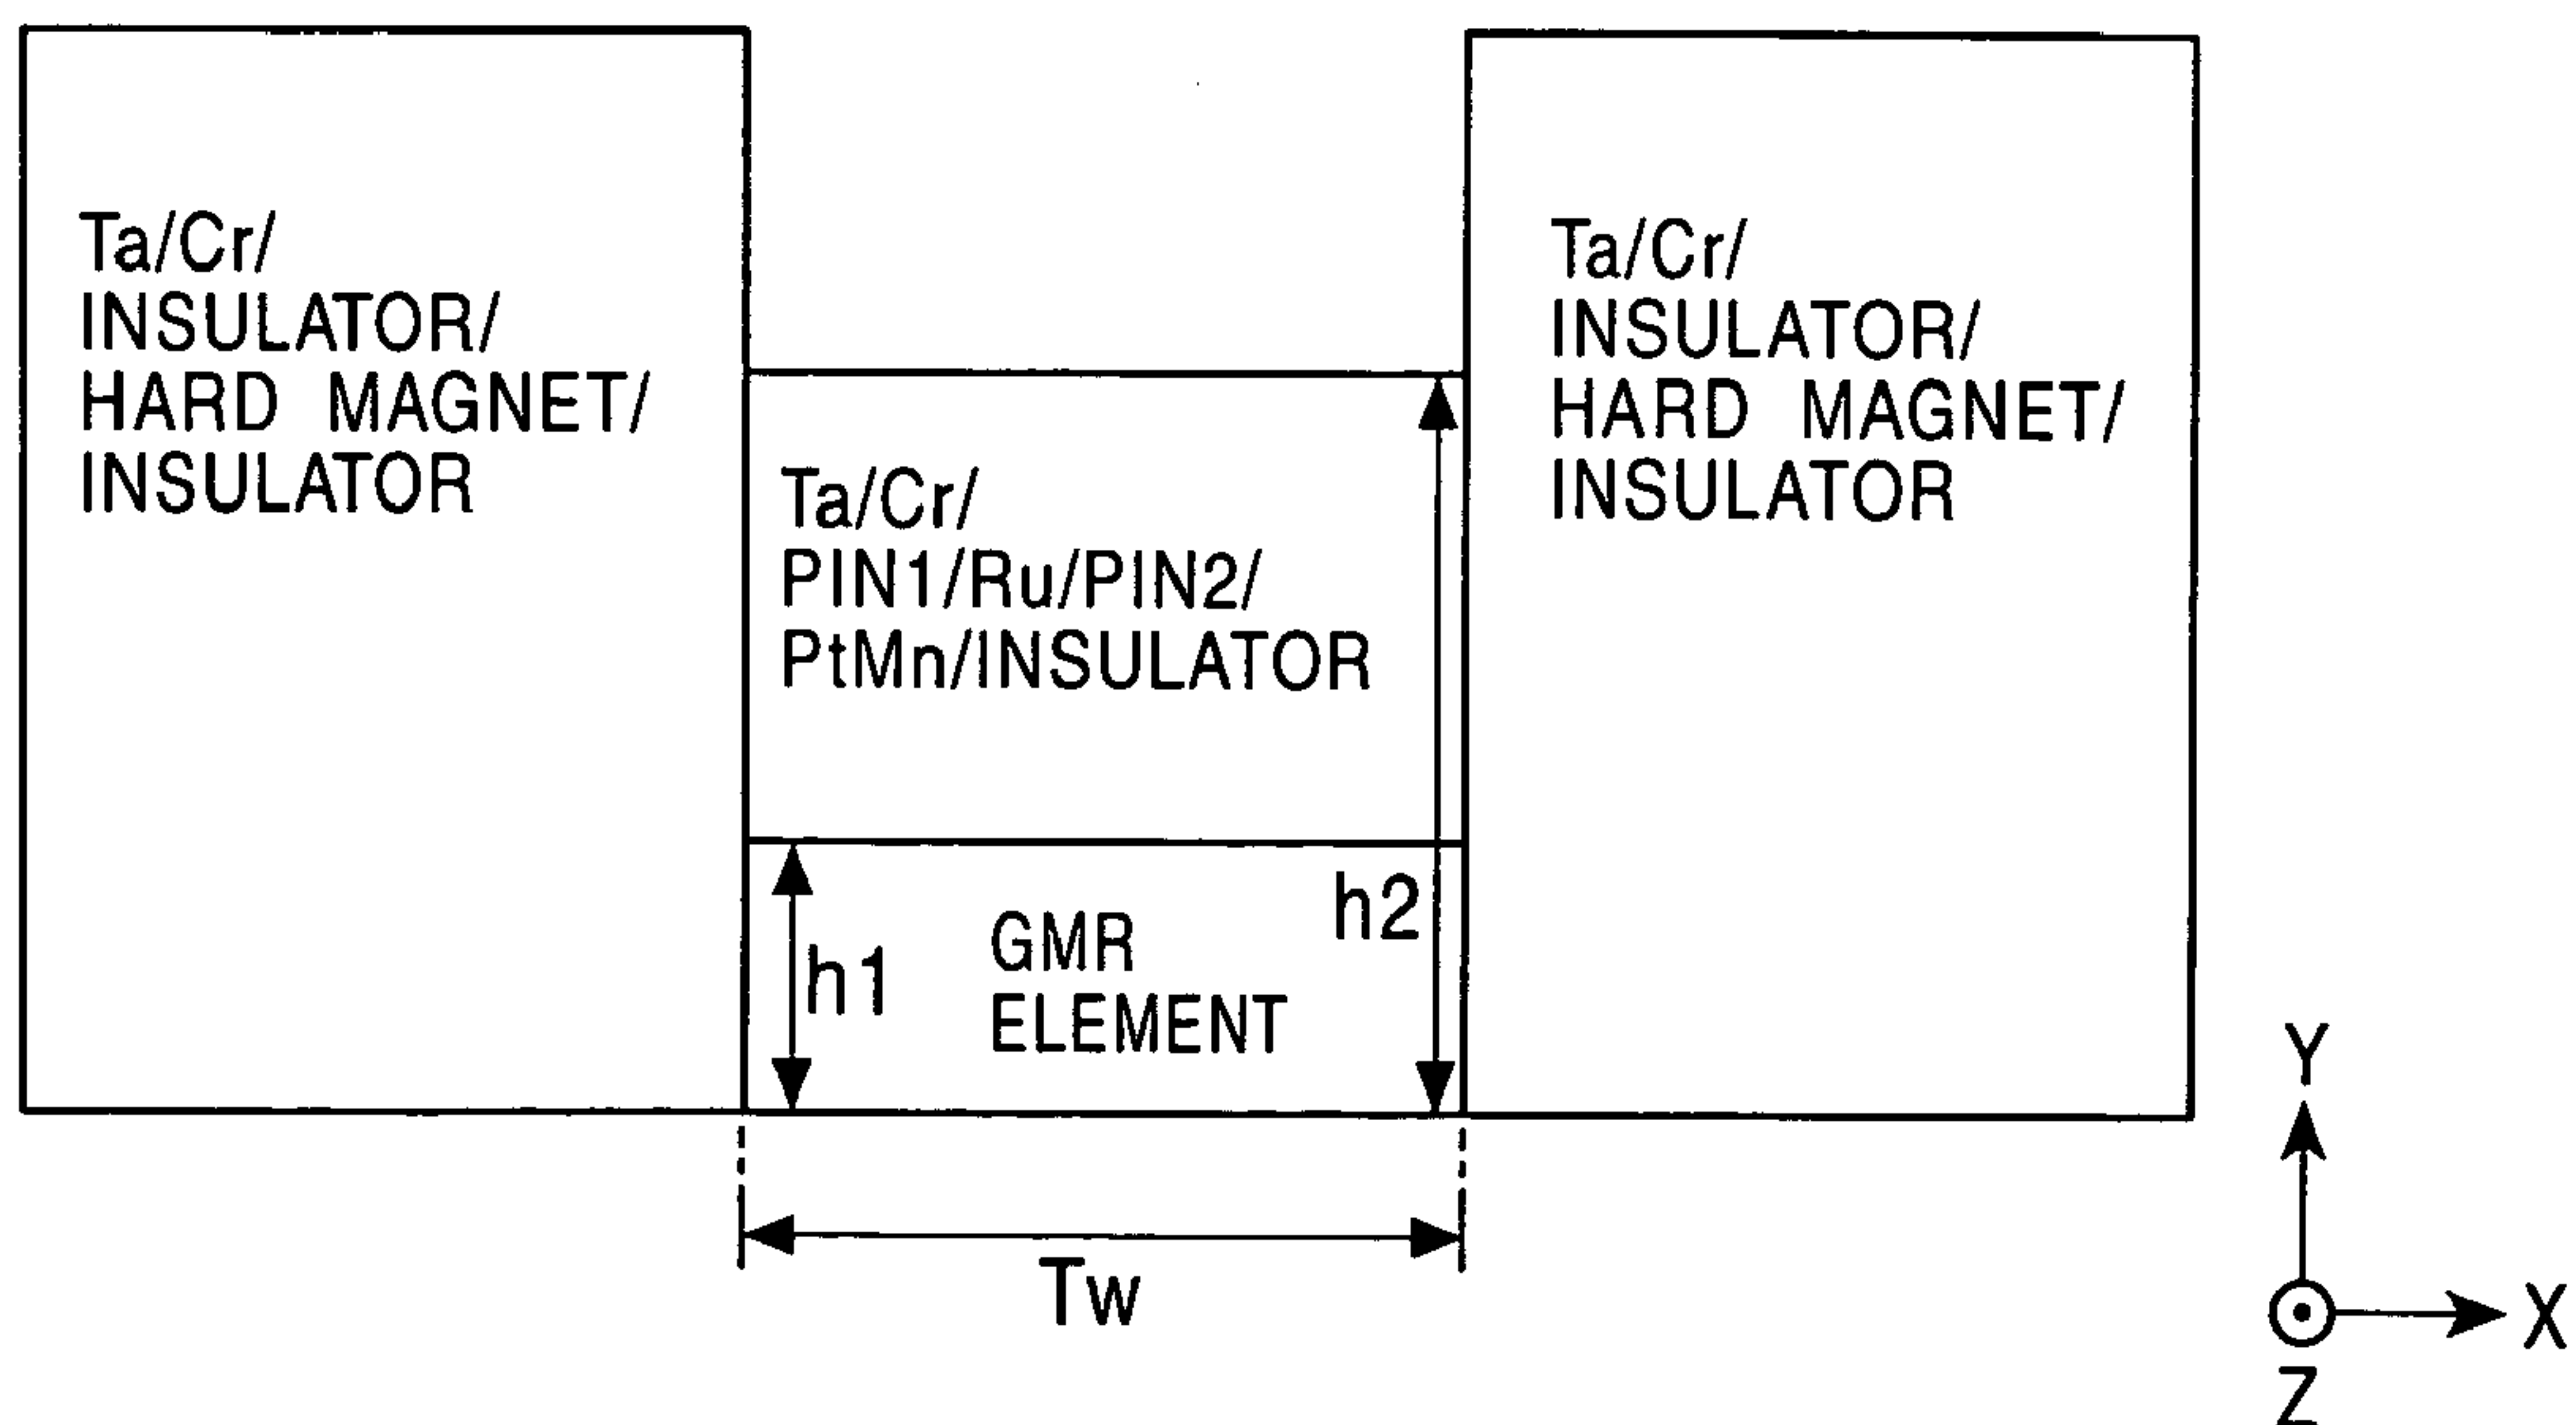 Ta/Cr/
INSULATOR/
HARD MAGNET/
INSULATOR
Ta/Cr/
PIN1/Ru/PIN2/
PtMn/INSULATOR
Ta/Cr/
INSULATOR/
HARD MAGNET/
INSULATOR
h1
GMR
ELEMENT
h2
Tw
Y
X
Z